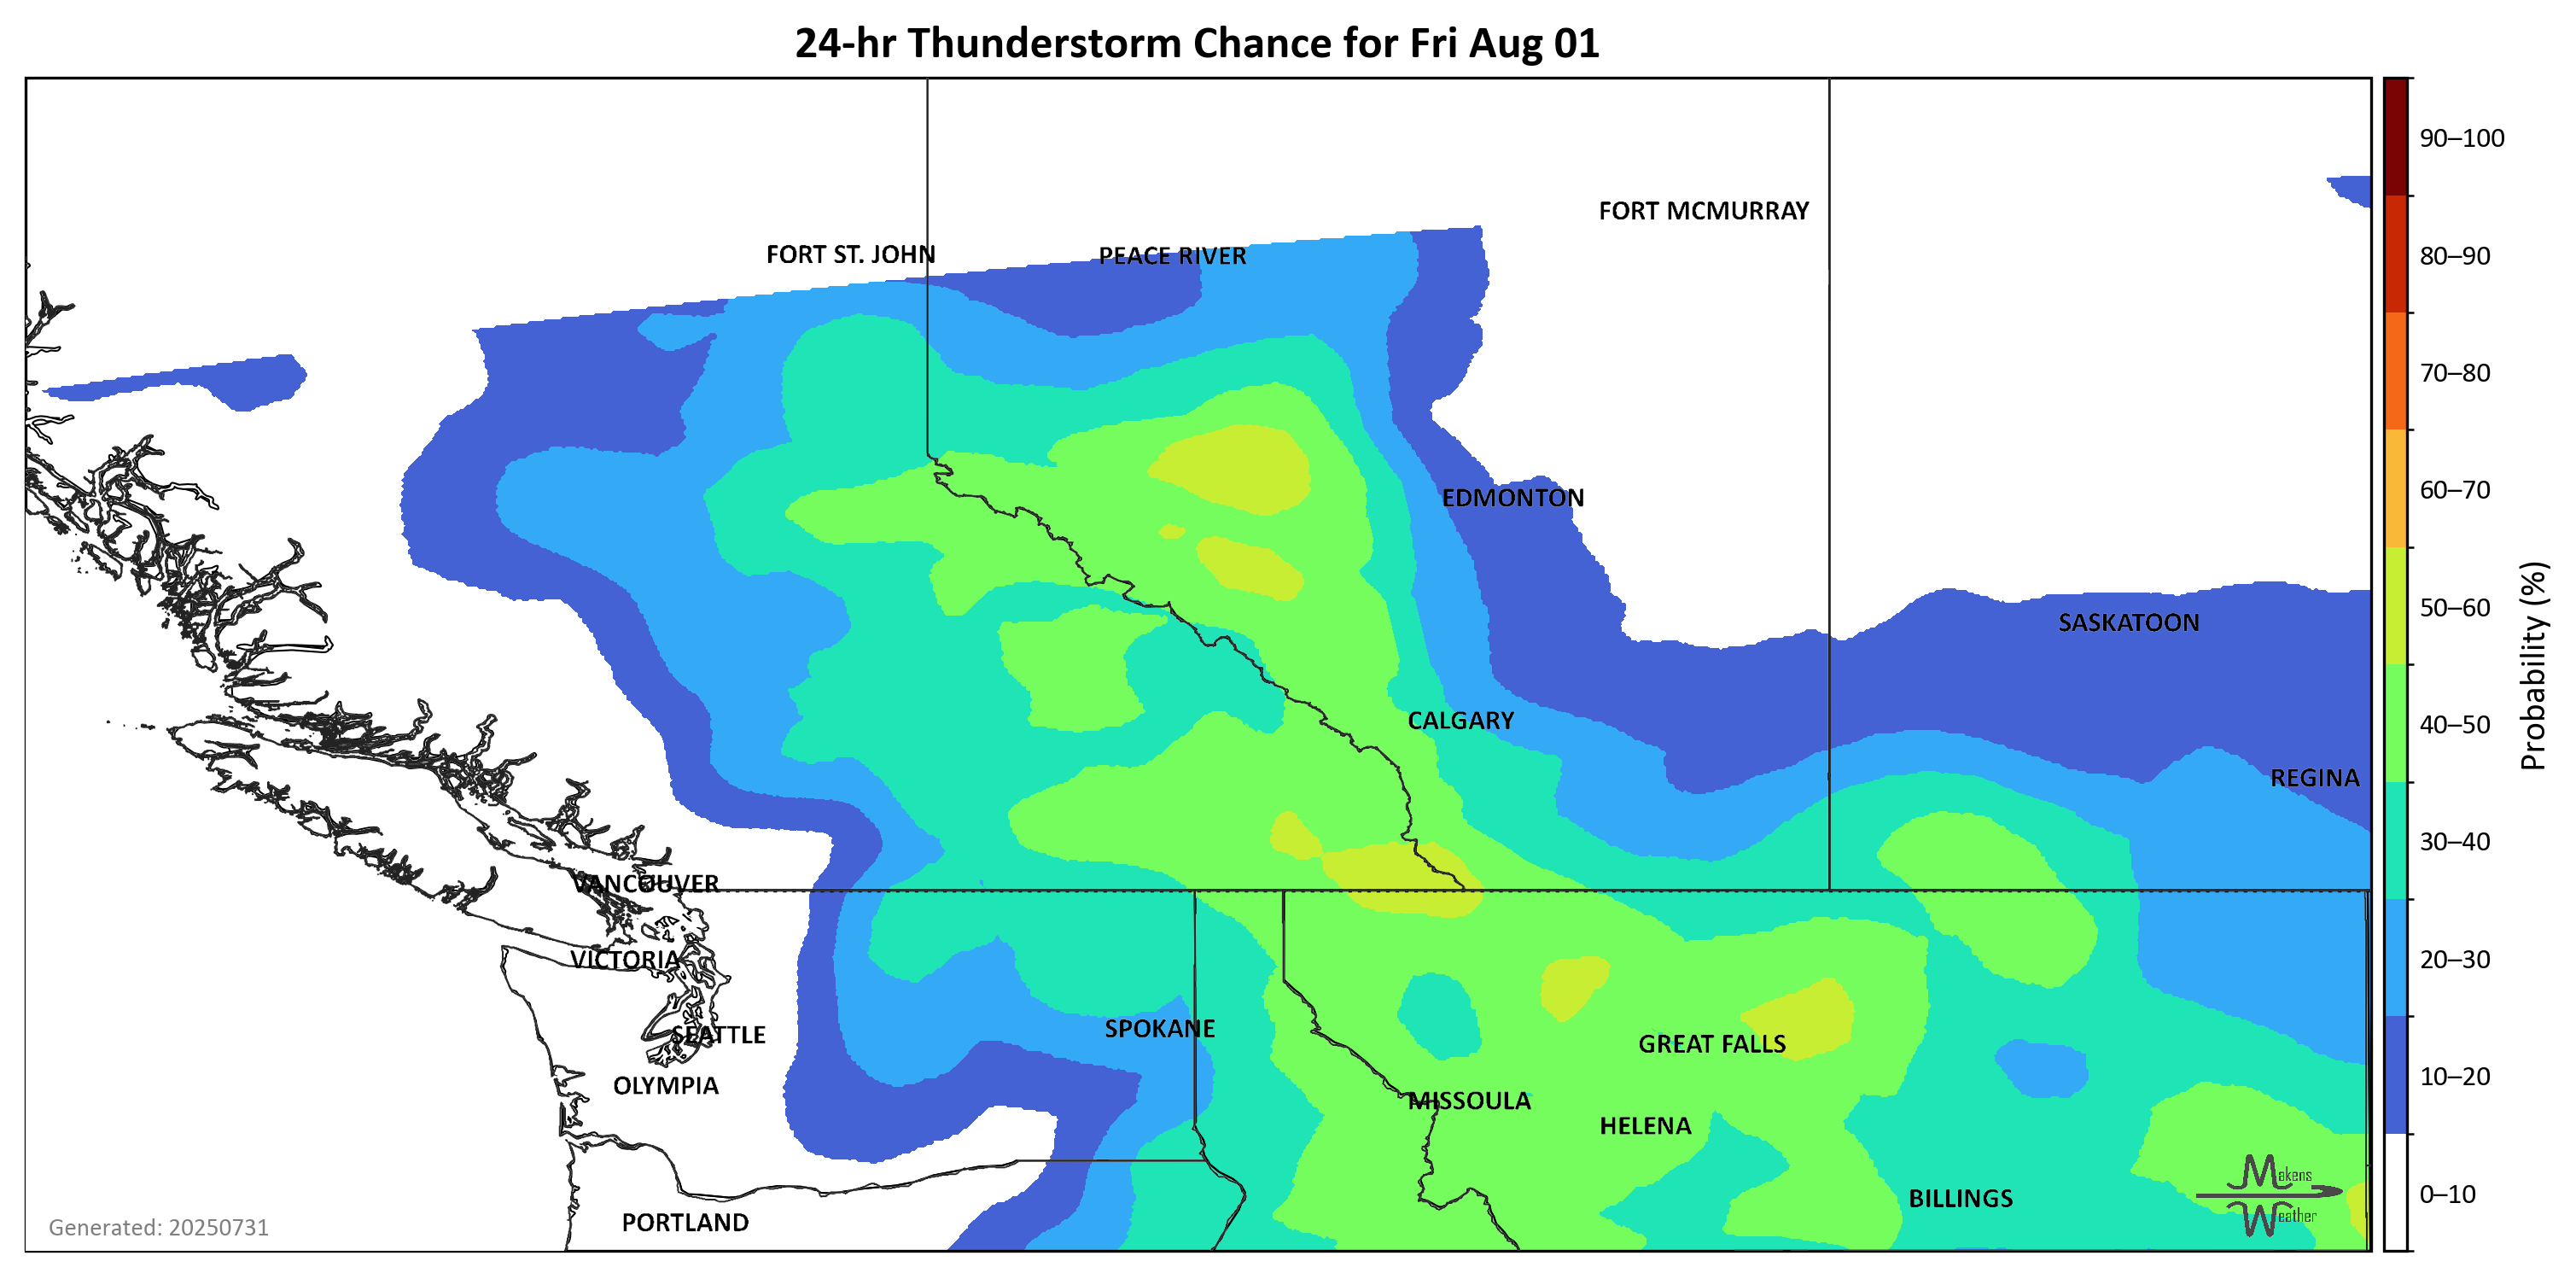 24-hr Thunderstorm Chance for Fri Aug 01
90–100
FORT MCMURRAY
FORT ST. JOHN
PEACE RIVER
80–90
70–80
60–70
EDMONTON
50–60
SASKATOON
Probability (%)
CALGARY
40–50
REGINA
30–40
VANCOUVER
VICTORIA
20–30
SPOKANE
SEATTLE
GREAT FALLS
10–20
OLYMPIA
MISSOULA
HELENA
Makens
Weather
0–10
BILLINGS
PORTLAND
Generated: 20250731